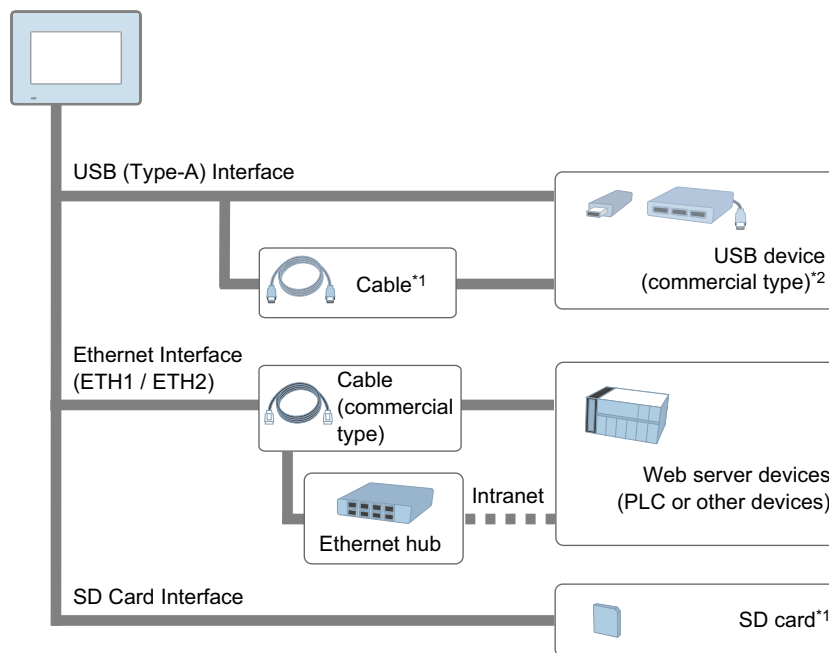 USB (Type-A) Interface
USB device
(commercial type)*2
Cable*1
Ethernet Interface
(ETH1 / ETH2)
Cable
(commercial
type)
Web server devices
(PLC or other devices)
Intranet
Ethernet hub
SD Card Interface
SD card*1